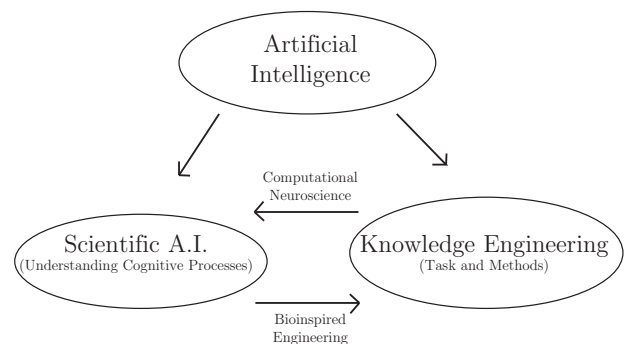 Artificial
Intelligence
Computational
Neuroscience
Scientific A.I.
(Understanding Cognitive Processes)
Knowledge Engineering
(Task and Methods)
Bioinspired
Engineering